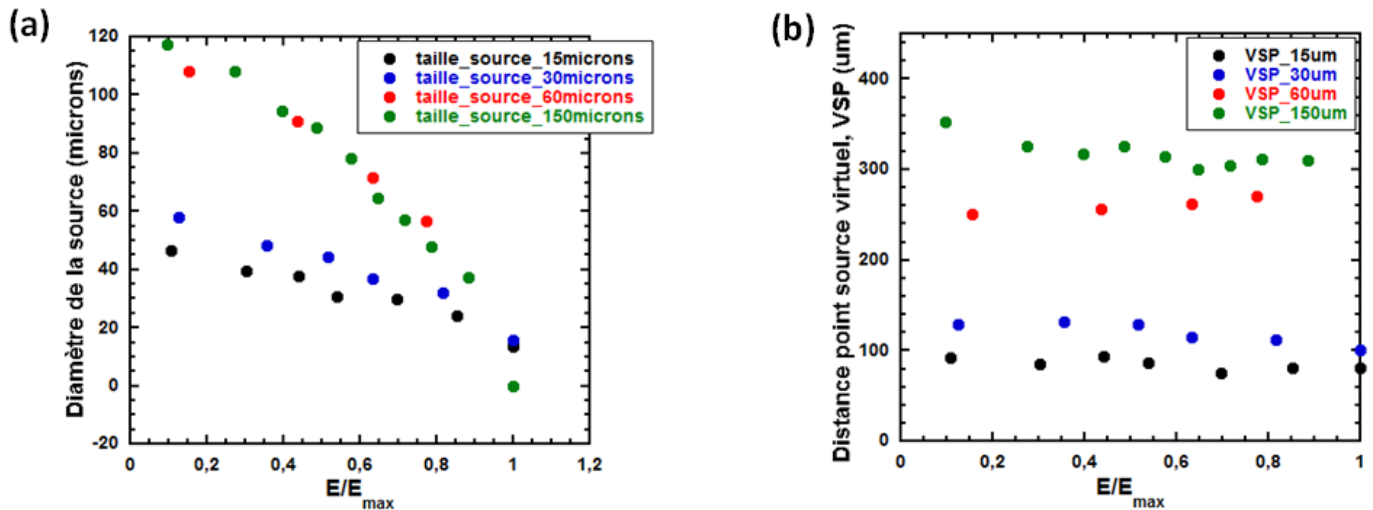 (a)
120
100
80
60
40
20
0
-20
Diamètre de la source (microns)
taille_source_15microns
taille_source_30microns
taille_source_60microns
taille_source_150microns
0 0,2 0,4 0,6 0,8 1 1,2
E/E_max
(b)
400
300
200
100
0
Distance point source virtuel, VSP (um)
VSP_15um
VSP_30um
VSP_60um
VSP_150um
0 0,2 0,4 0,6 0,8 1
E/E_max